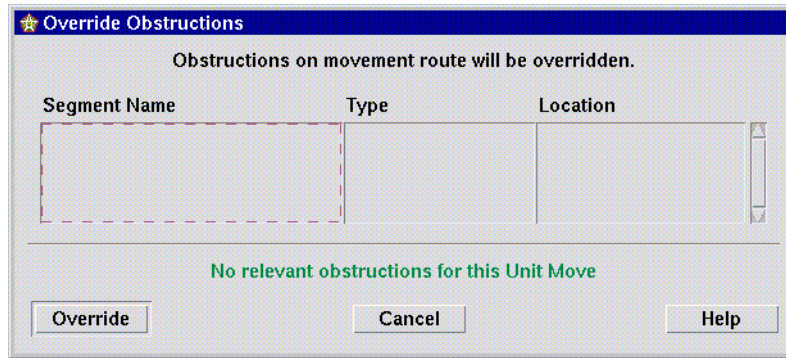 Override Obstructions
Obstructions on movement route will be overridden.
Segment Name Type Location
No relevant obstructions for this Unit Move
Override Cancel Help